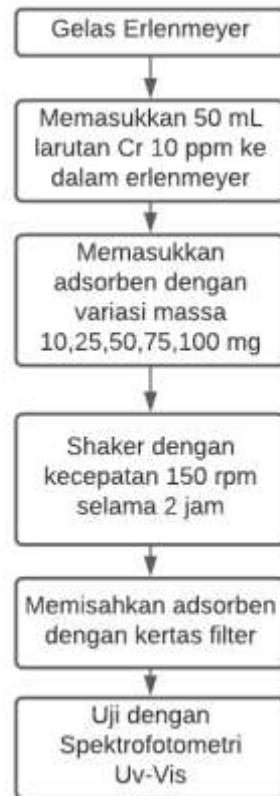 Gelas Erlenmeyer
Memasukkan 50 mL
larutan Cr 10 ppm ke
dalam erlenmeyer
Memasukkan
adsorben dengan
variasi massa
10,25,50,75,100 mg
Shaker dengan
kecepatan 150 rpm
selama 2 jam
Memisahkan adsorben
dengan kertas filter
Uji dengan
Spektrofotometri
Uv-Vis